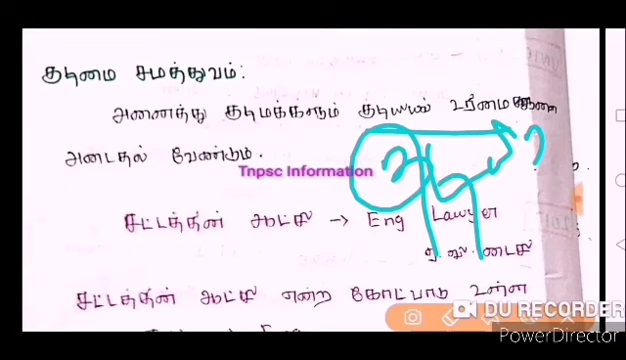 குடிமை சமத்துவம்:
அனைத்து குடிமக்களும் குடியியல் உரிமை
அடைதல் வேண்டும்.
Tnpsc Information
சட்டத்தின் ஆட்சி → Eng Lawyer
ஏ.வி. டைசி
சட்டத்தின் ஆட்சி என்ற கோட்பாடு உள்ள
DU RECORDER
PowerDirector